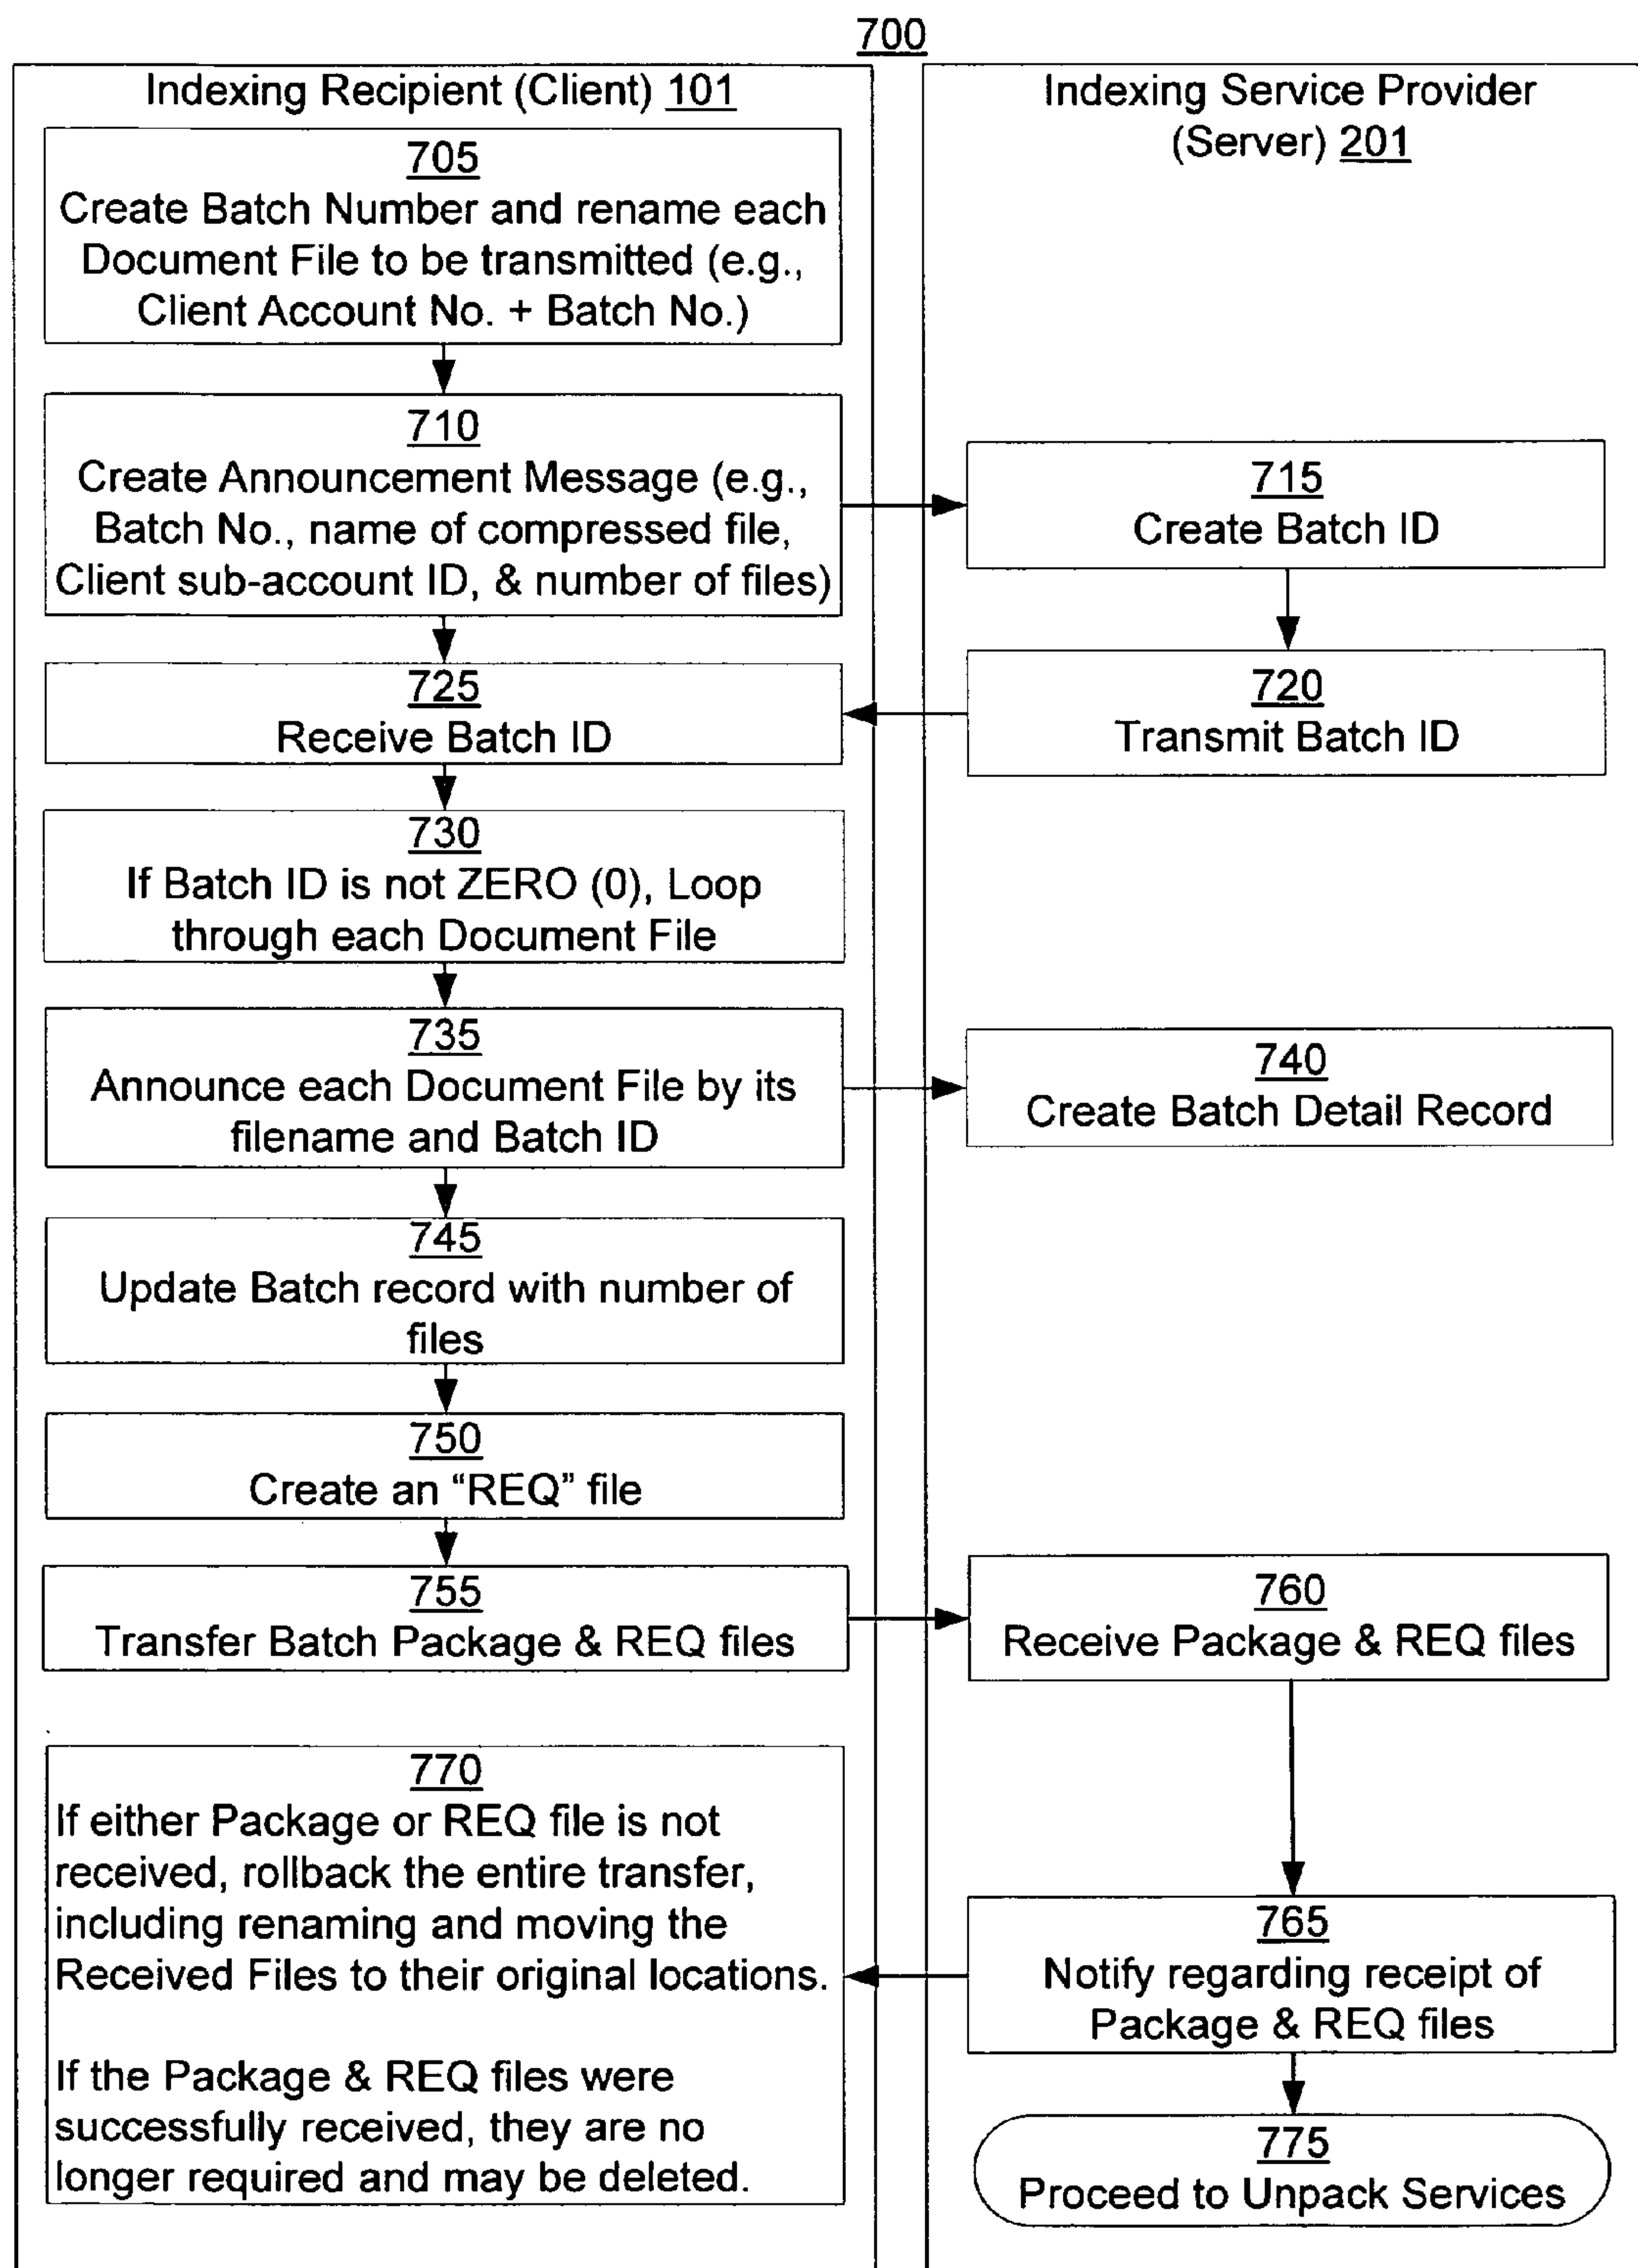 700
Indexing Recipient (Client) 101
705
Create Batch Number and rename each
Document File to be transmitted (e.g.,
Client Account No. + Batch No.)
710
Create Announcement Message (e.g.,
Batch No., name of compressed file,
Client sub-account ID, & number of files)
725
Receive Batch ID
730
If Batch ID is not ZERO (0), Loop
through each Document File
735
Announce each Document File by its
filename and Batch ID
745
Update Batch record with number of
files
750
Create an “REQ” file
755
Transfer Batch Package & REQ files
770
If either Package or REQ file is not
received, rollback the entire transfer,
including renaming and moving the
Received Files to their original locations.
If the Package & REQ files were
successfully received, they are no
longer required and may be deleted.
Indexing Service Provider
(Server) 201
715
Create Batch ID
720
Transmit Batch ID
740
Create Batch Detail Record
760
Receive Package & REQ files
765
Notify regarding receipt of
Package & REQ files
775
Proceed to Unpack Services